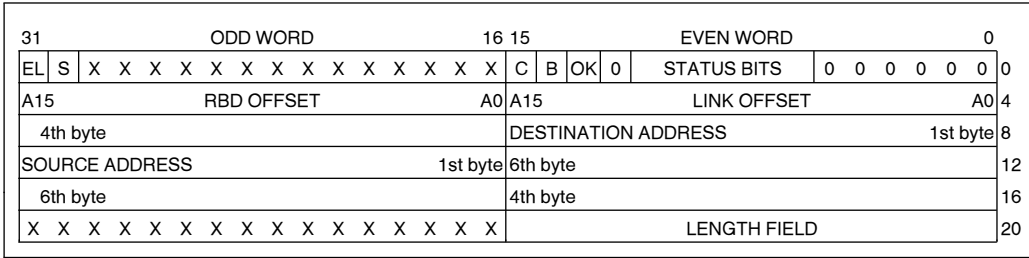 31 ODD WORD 16 15 EVEN WORD 0
EL S X X X X X X X X X X X X X X C B OK 0 STATUS BITS 0 0 0 0 0 0 0
A15 RBD OFFSET A0 A15 LINK OFFSET A0 4
4th byte DESTINATION ADDRESS 1st byte 8
SOURCE ADDRESS 1st byte 6th byte 12
6th byte 4th byte 16
X X X X X X X X X X X X X X X X LENGTH FIELD 20